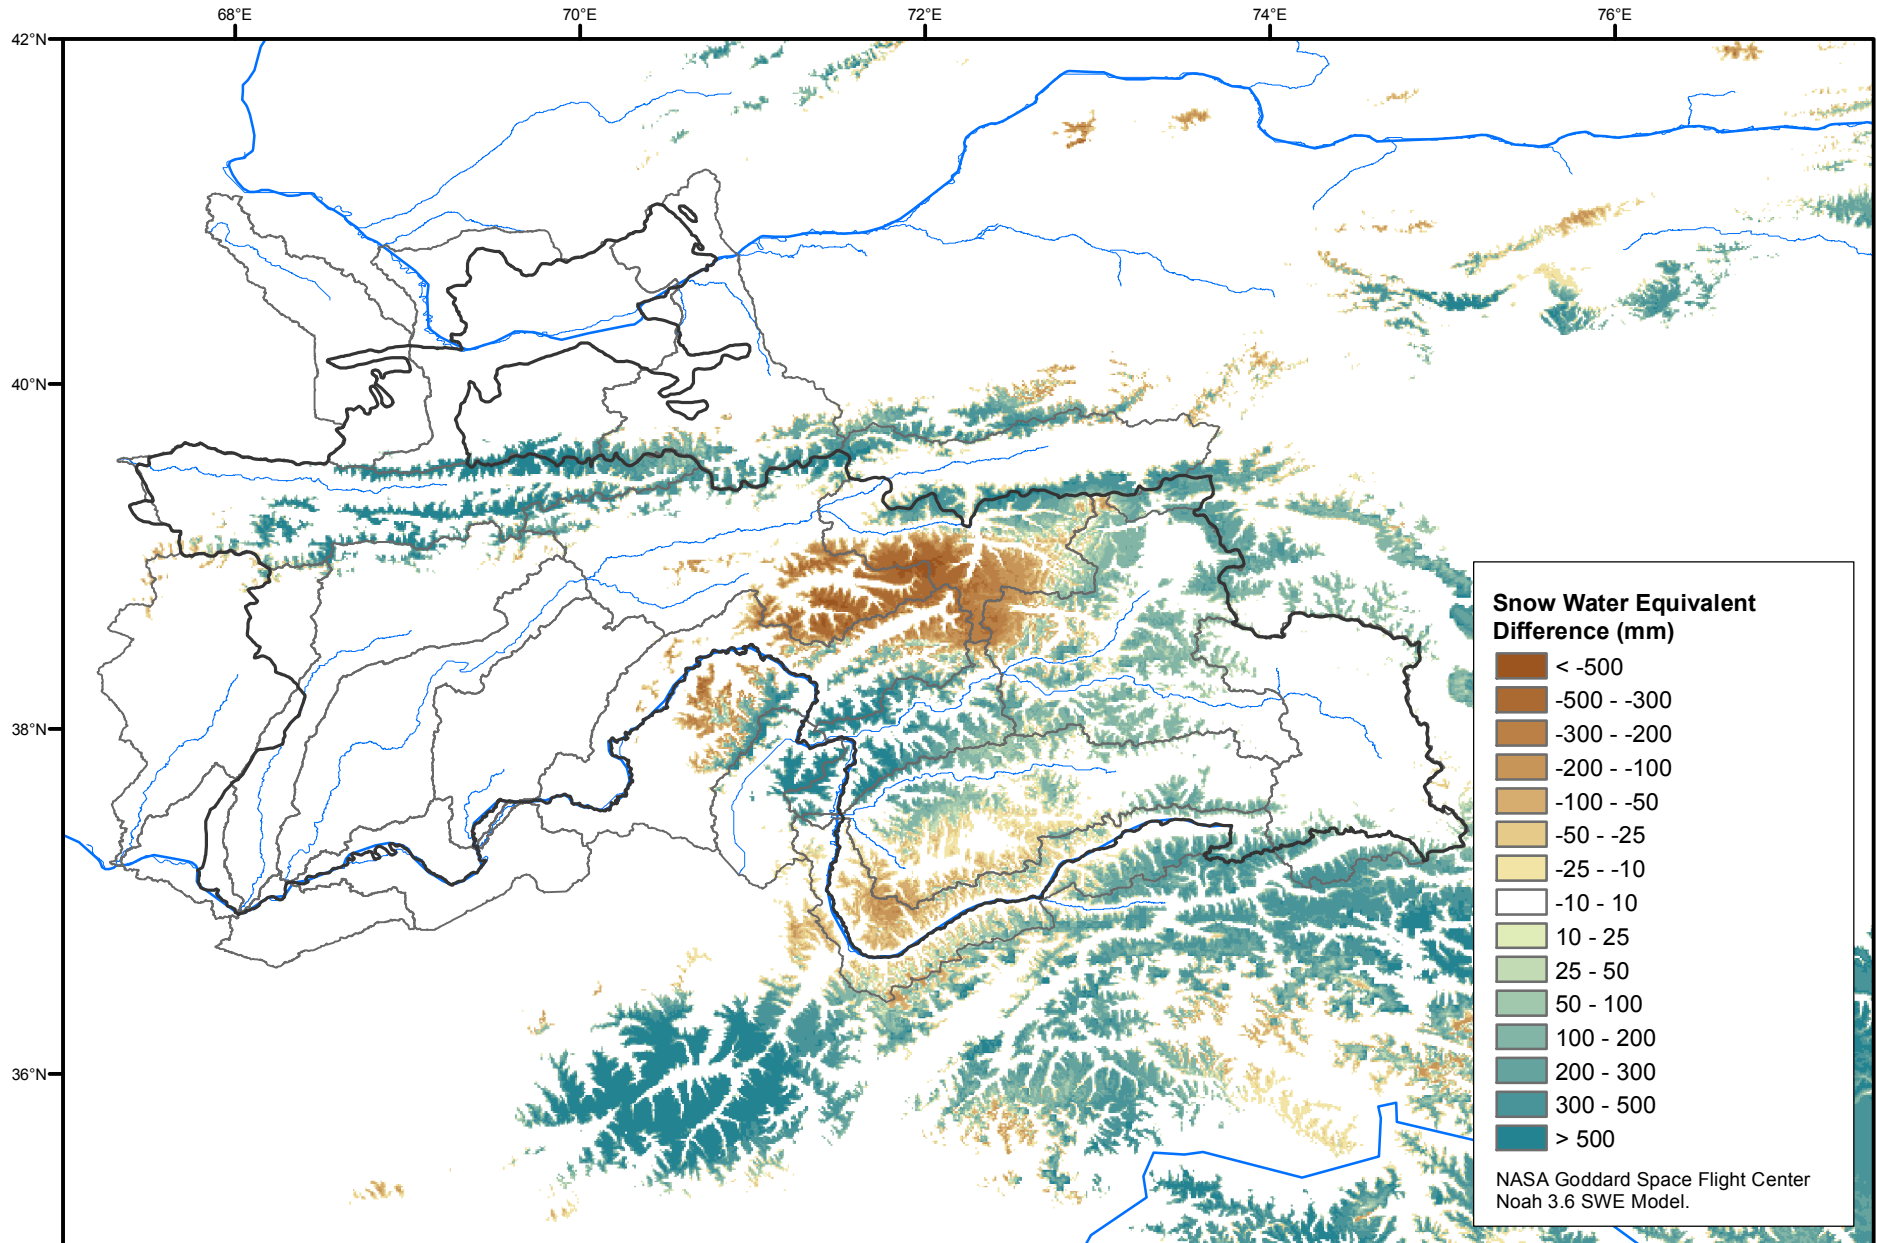 68°E 70°E 72°E 74°E 76°E
42°N
40°N
38°N
36°N
Snow Water Equivalent
Difference (mm)
< -500
-500 - -300
-300 - -200
-200 - -100
-100 - -50
-50 - -25
-25 - -10
-10 - 10
10 - 25
25 - 50
50 - 100
100 - 200
200 - 300
300 - 500
> 500
NASA Goddard Space Flight Center
Noah 3.6 SWE Model.